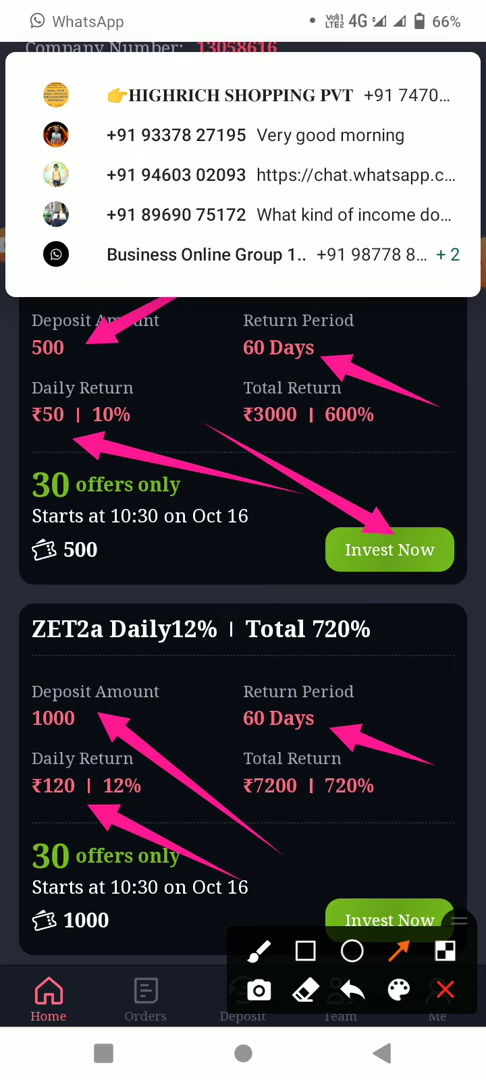 WhatsApp
Vo)) LTE2 4G 66%
Company Number: 13058616
👉HIGHRICH SHOPPING PVT +91 7470...
+91 93378 27195 Very good morning
+91 94603 02093 https://chat.whatsapp.c...
+91 89690 75172 What kind of income do...
Business Online Group 1.. +91 98778 8... + 2
Deposit Amount Return Period
500 60 Days
Daily Return Total Return
₹50 | 10% ₹3000 | 600%
30 offers only
Starts at 10:30 on Oct 16
500 Invest Now
ZET2a Daily12% | Total 720%
Deposit Amount Return Period
1000 60 Days
Daily Return Total Return
₹120 | 12% ₹7200 | 720%
30 offers only
Starts at 10:30 on Oct 16
1000 Invest Now
Home Orders Deposit Team Me